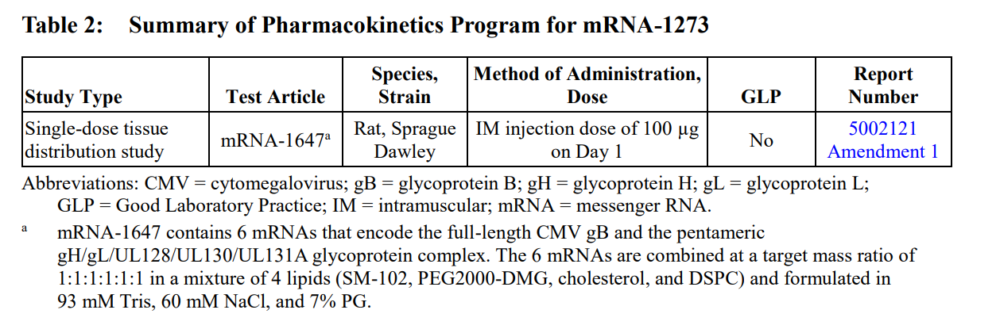 Table 2: Summary of Pharmacokinetics Program for mRNA-1273
Study Type Test Article Species, Strain Method of Administration, Dose GLP Report Number
Single-dose tissue distribution study mRNA-1647a Rat, Sprague Dawley IM injection dose of 100 µg on Day 1 No 5002121 Amendment 1
Abbreviations: CMV = cytomegalovirus; gB = glycoprotein B; gH = glycoprotein H; gL = glycoprotein L;
GLP = Good Laboratory Practice; IM = intramuscular; mRNA = messenger RNA.
a mRNA-1647 contains 6 mRNAs that encode the full-length CMV gB and the pentameric
gH/gL/UL128/UL130/UL131A glycoprotein complex. The 6 mRNAs are combined at a target mass ratio of
1:1:1:1:1:1 in a mixture of 4 lipids (SM-102, PEG2000-DMG, cholesterol, and DSPC) and formulated in
93 mM Tris, 60 mM NaCl, and 7% PG.